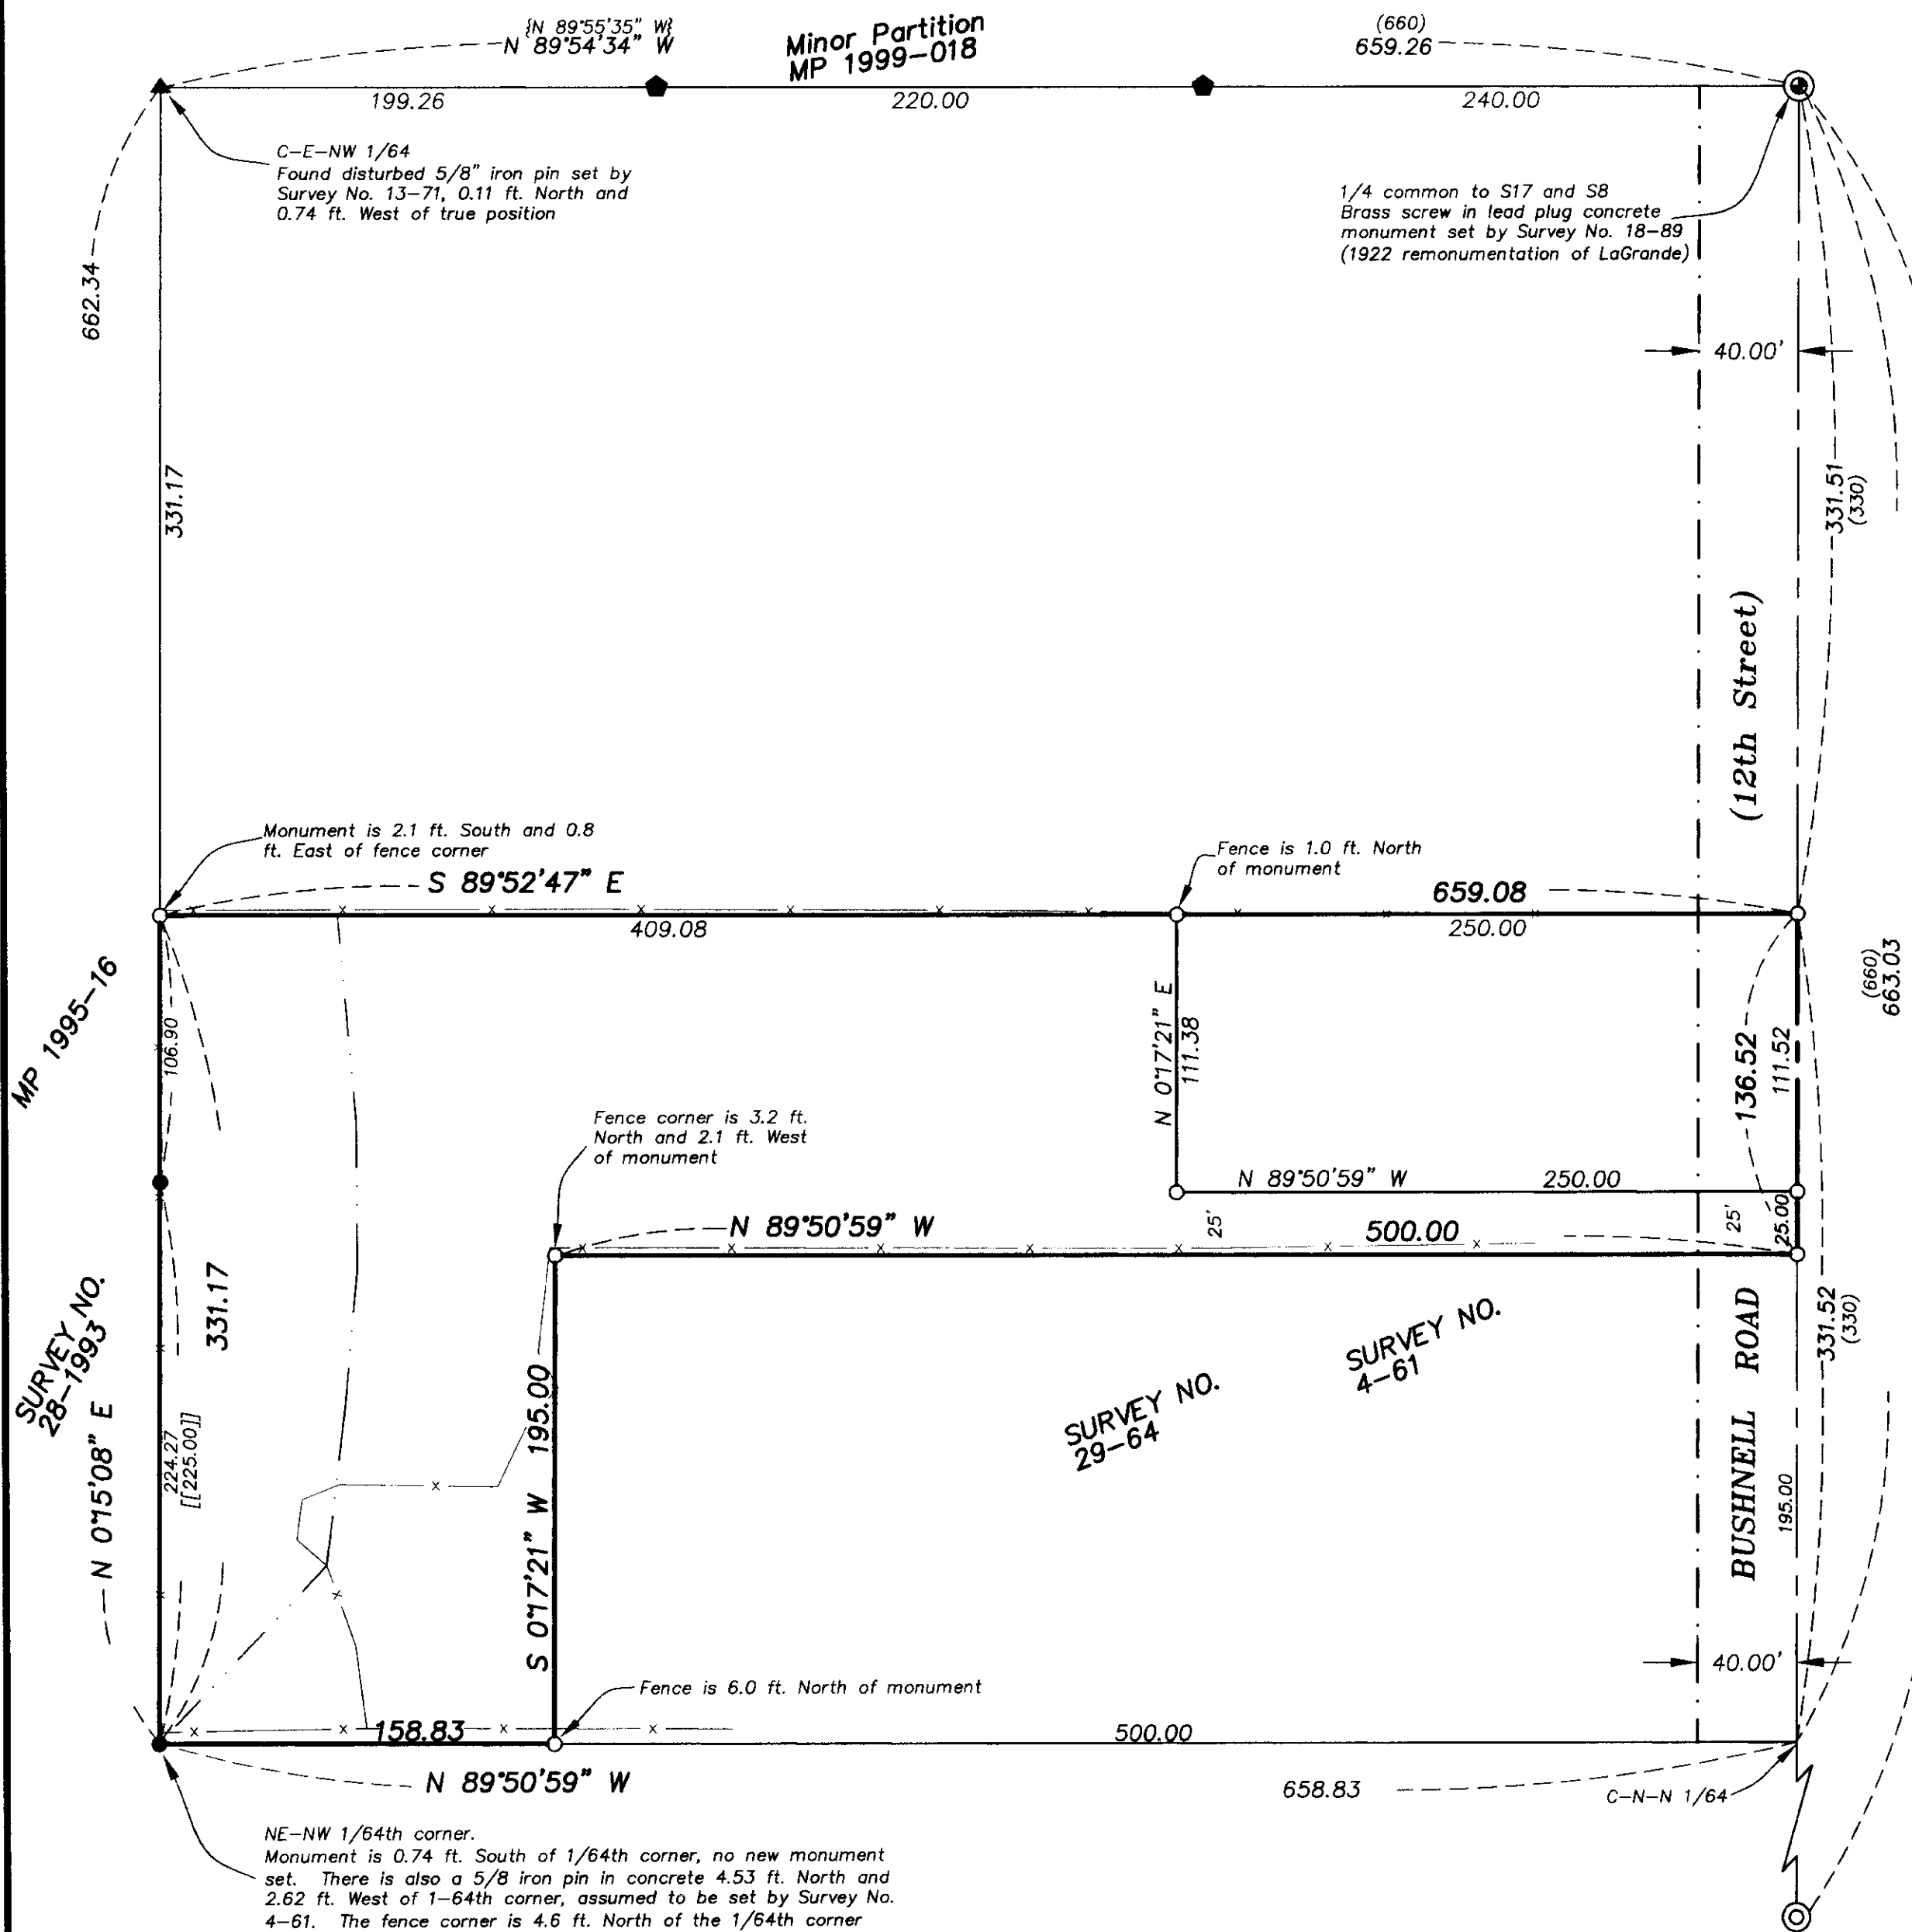 {N 89°55'35" W}
N 89°54'34" W
Minor Partition
MP 1999-018
(660)
659.26
199.26
220.00
240.00
C-E-NW 1/64
Found disturbed 5/8" iron pin set by
Survey No. 13-71, 0.11 ft. North and
0.74 ft. West of true position
1/4 common to S17 and S8
Brass screw in lead plug concrete
monument set by Survey No. 18-89
(1922 remonumentation of LaGrande)
662.34
40.00'
331.17
331.51
(330)
(12th Street)
Monument is 2.1 ft. South and 0.8
ft. East of fence corner
Fence is 1.0 ft. North
of monument
S 89°52'47" E
659.08
409.08
250.00
MP 1995-16
106.90
N 0°17'21" E
111.38
136.52
111.52
(660)
663.03
Fence corner is 3.2 ft.
North and 2.1 ft. West
of monument
N 89°50'59" W
250.00
N 89°50'59" W
25'
500.00
25'
25.00
SURVEY NO.
28-1993
331.17
N 0°15'08" E
224.27
[[225.00]]
S 0°17'21" W 195.00
SURVEY NO.
29-64
SURVEY NO.
4-61
BUSHNELL ROAD
331.52
(330)
195.00
40.00'
Fence is 6.0 ft. North of monument
158.83
500.00
N 89°50'59" W
658.83
C-N-N 1/64
NE-NW 1/64th corner.
Monument is 0.74 ft. South of 1/64th corner, no new monument
set. There is also a 5/8 iron pin in concrete 4.53 ft. North and
2.62 ft. West of 1-64th corner, assumed to be set by Survey No.
4-61. The fence corner is 4.6 ft. North of the 1/64th corner